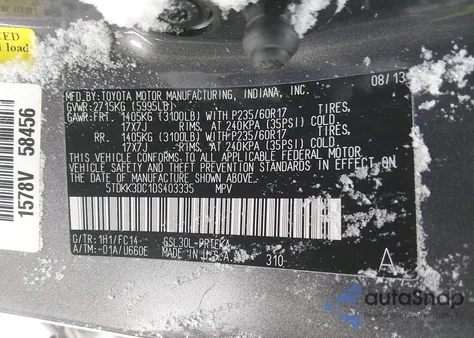 CED
load
1578V 58456
MFD.BY:TOYOTA MOTOR MANUFACTURING, INDIANA, INC. 08/13
GVWR: 2715KG (5995LB)
GAWR:FRT. 1405KG (3100LB) WITH P235/60R17 TIRES,
17X7J RIMS, AT 240KPA (35PSI) COLD.
RR. 1405KG (3100LB) WITH P235/60R17 TIRES,
17X7J RIMS, AT 240KPA (35PSI) COLD.
THIS VEHICLE CONFORMS TO ALL APPLICABLE FEDERAL MOTOR
VEHICLE SAFETY AND THEFT PREVENTION STANDARDS IN EFFECT
ON THE DATE OF MANUFACTURE SHOWN ABOVE.
5TDKK3DC1DS403335 MPV
C/TR: 1H1/FC14 GSL30L-PRTEKA
A/TM: -01A/U660E MADE IN U.S.A. 310 A
autoSnap